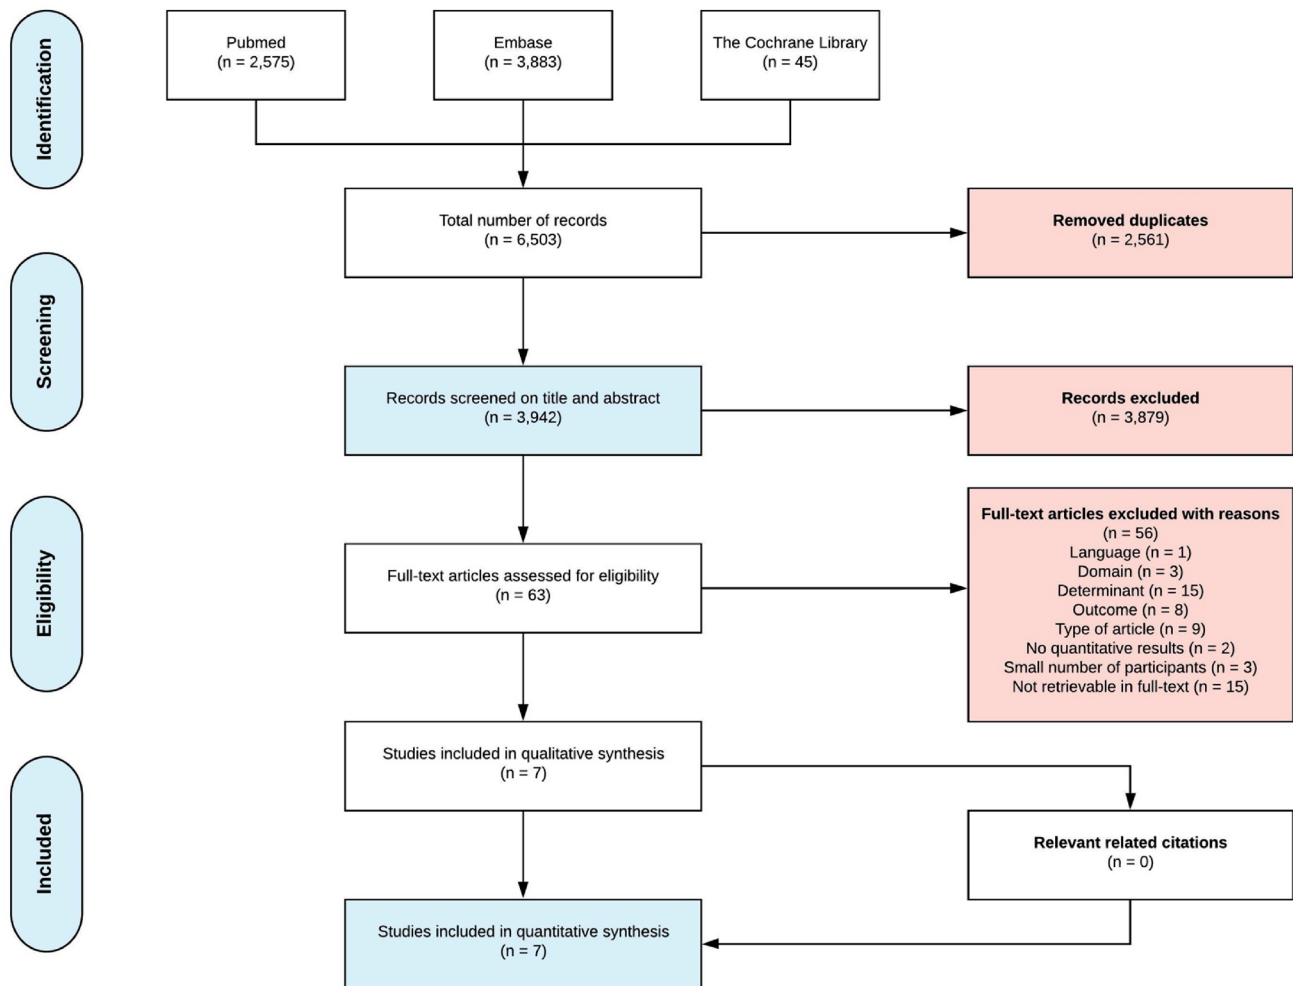 Identification
Pubmed
(n = 2,575)
Embase
(n = 3,883)
The Cochrane Library
(n = 45)
Total number of records
(n = 6,503)
Removed duplicates
(n = 2,561)
Screening
Records screened on title and abstract
(n = 3,942)
Records excluded
(n = 3,879)
Eligibility
Full-text articles assessed for eligibility
(n = 63)
Full-text articles excluded with reasons
(n = 56)
Language (n = 1)
Domain (n = 3)
Determinant (n = 15)
Outcome (n = 8)
Type of article (n = 9)
No quantitative results (n = 2)
Small number of participants (n = 3)
Not retrievable in full-text (n = 15)
Included
Studies included in qualitative synthesis
(n = 7)
Relevant related citations
(n = 0)
Studies included in quantitative synthesis
(n = 7)